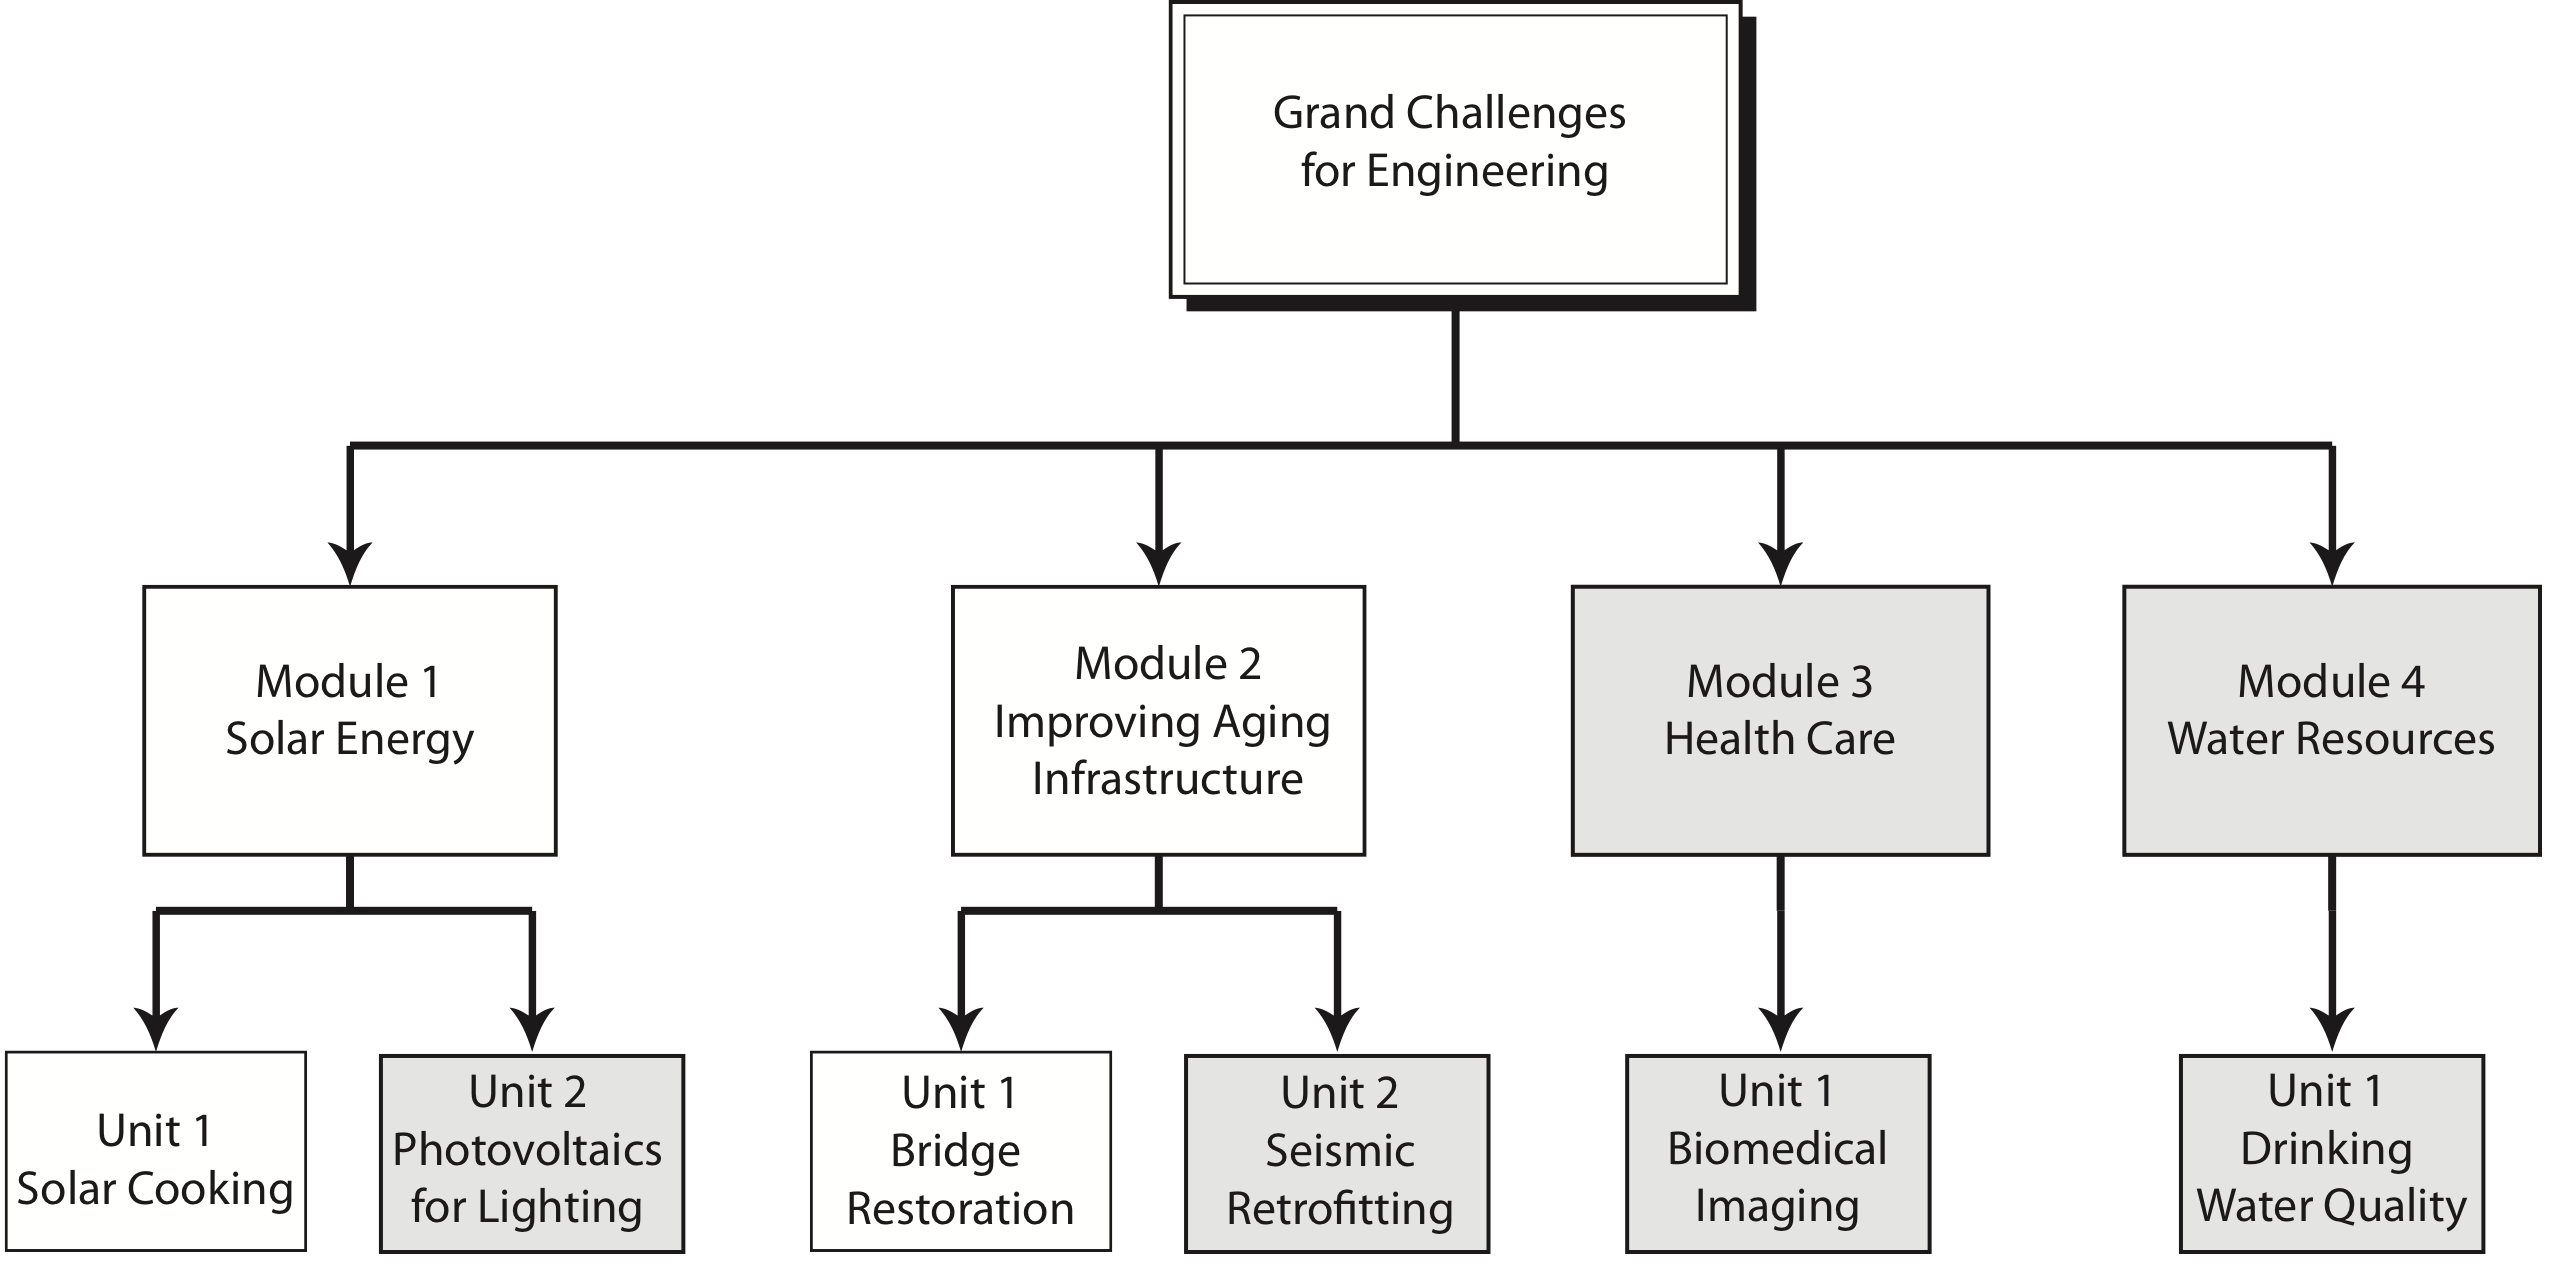 Grand Challenges
for Engineering
Module 1
Solar Energy
Module 2
Improving Aging
Infrastructure
Module 3
Health Care
Module 4
Water Resources
Unit 1
Solar Cooking
Unit 2
Photovoltaics
for Lighting
Unit 1
Bridge
Restoration
Unit 2
Seismic
Retrofitting
Unit 1
Biomedical
Imaging
Unit 1
Drinking
Water Quality